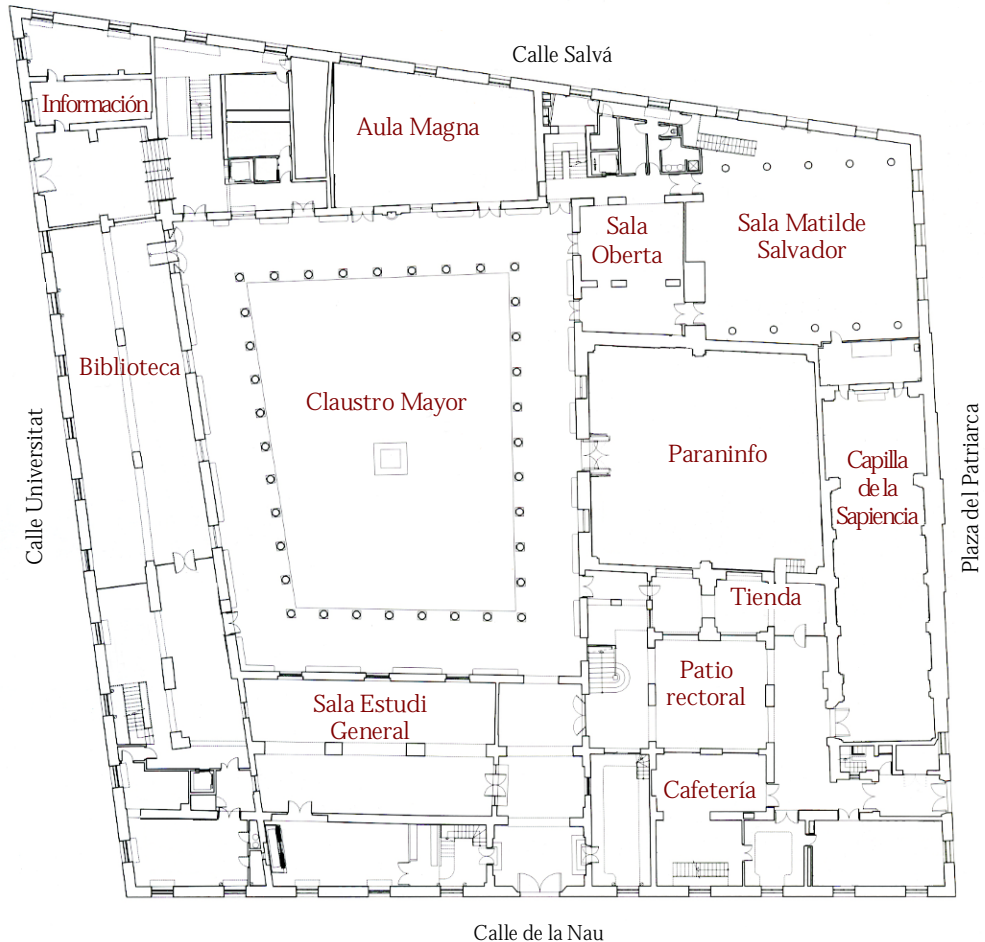 Calle Salvá
Información
Aula Magna
Sala
Oberta
Sala Matilde
Salvador
Biblioteca
Claustro Mayor
Paraninfo
Capilla
de la
Sapiencia
Calle Universitat
Plaza del Patriarca
Tienda
Patio
rectoral
Sala Estudi
General
Cafetería
Calle de la Nau